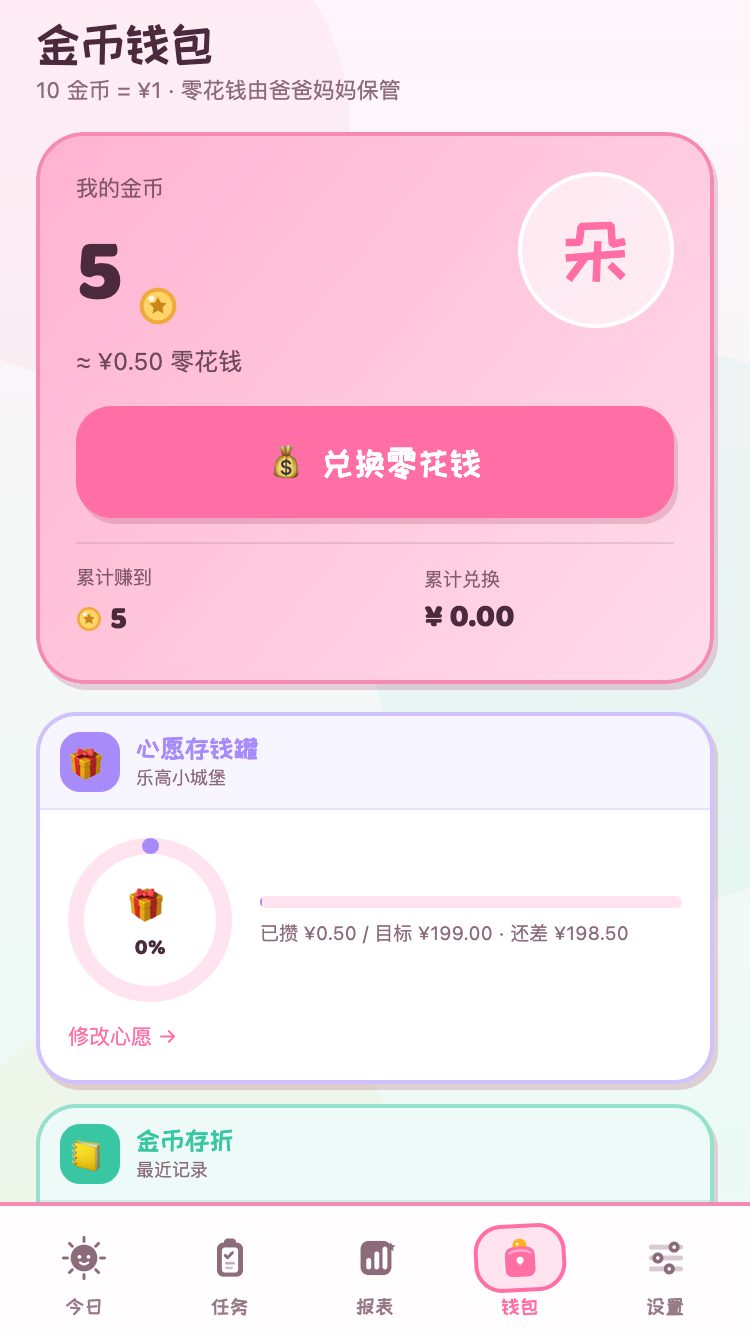 金币钱包
10 金币 = ¥1 · 零花钱由爸爸妈妈保管
我的金币
朵
5
≈ ¥0.50 零花钱
兑换零花钱
累计赚到
累计兑换
5
¥ 0.00
心愿存钱罐
乐高小城堡
0%
已攒 ¥0.50 / 目标 ¥199.00 · 还差 ¥198.50
修改心愿 →
金币存折
最近记录
今日
任务
报表
钱包
设置